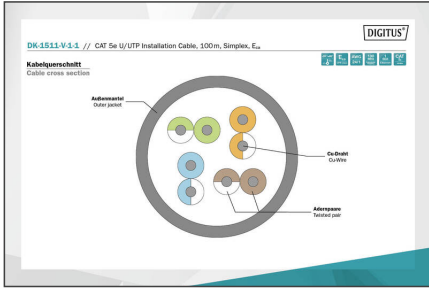 DIGITUS®
DK-1511-V-1-1 // CAT 5e U/UTP Installation Cable, 100m, Simplex, Eca
Kabelquerschnitt
Cable cross section
Außenmantel
Outer jacket
Cu-Draht
Cu-Wire
Adernpaare
Twisted pair